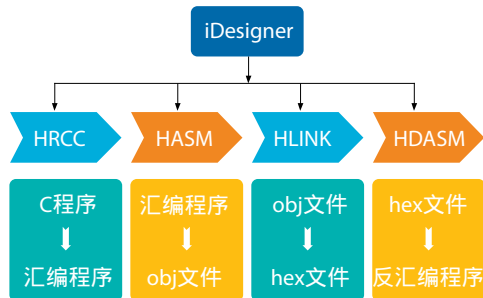 iDesigner
HRCC
HASM
HLINK
HDASM
C程序
汇编程序
汇编程序
obj文件
obj文件
hex文件
hex文件
反汇编程序